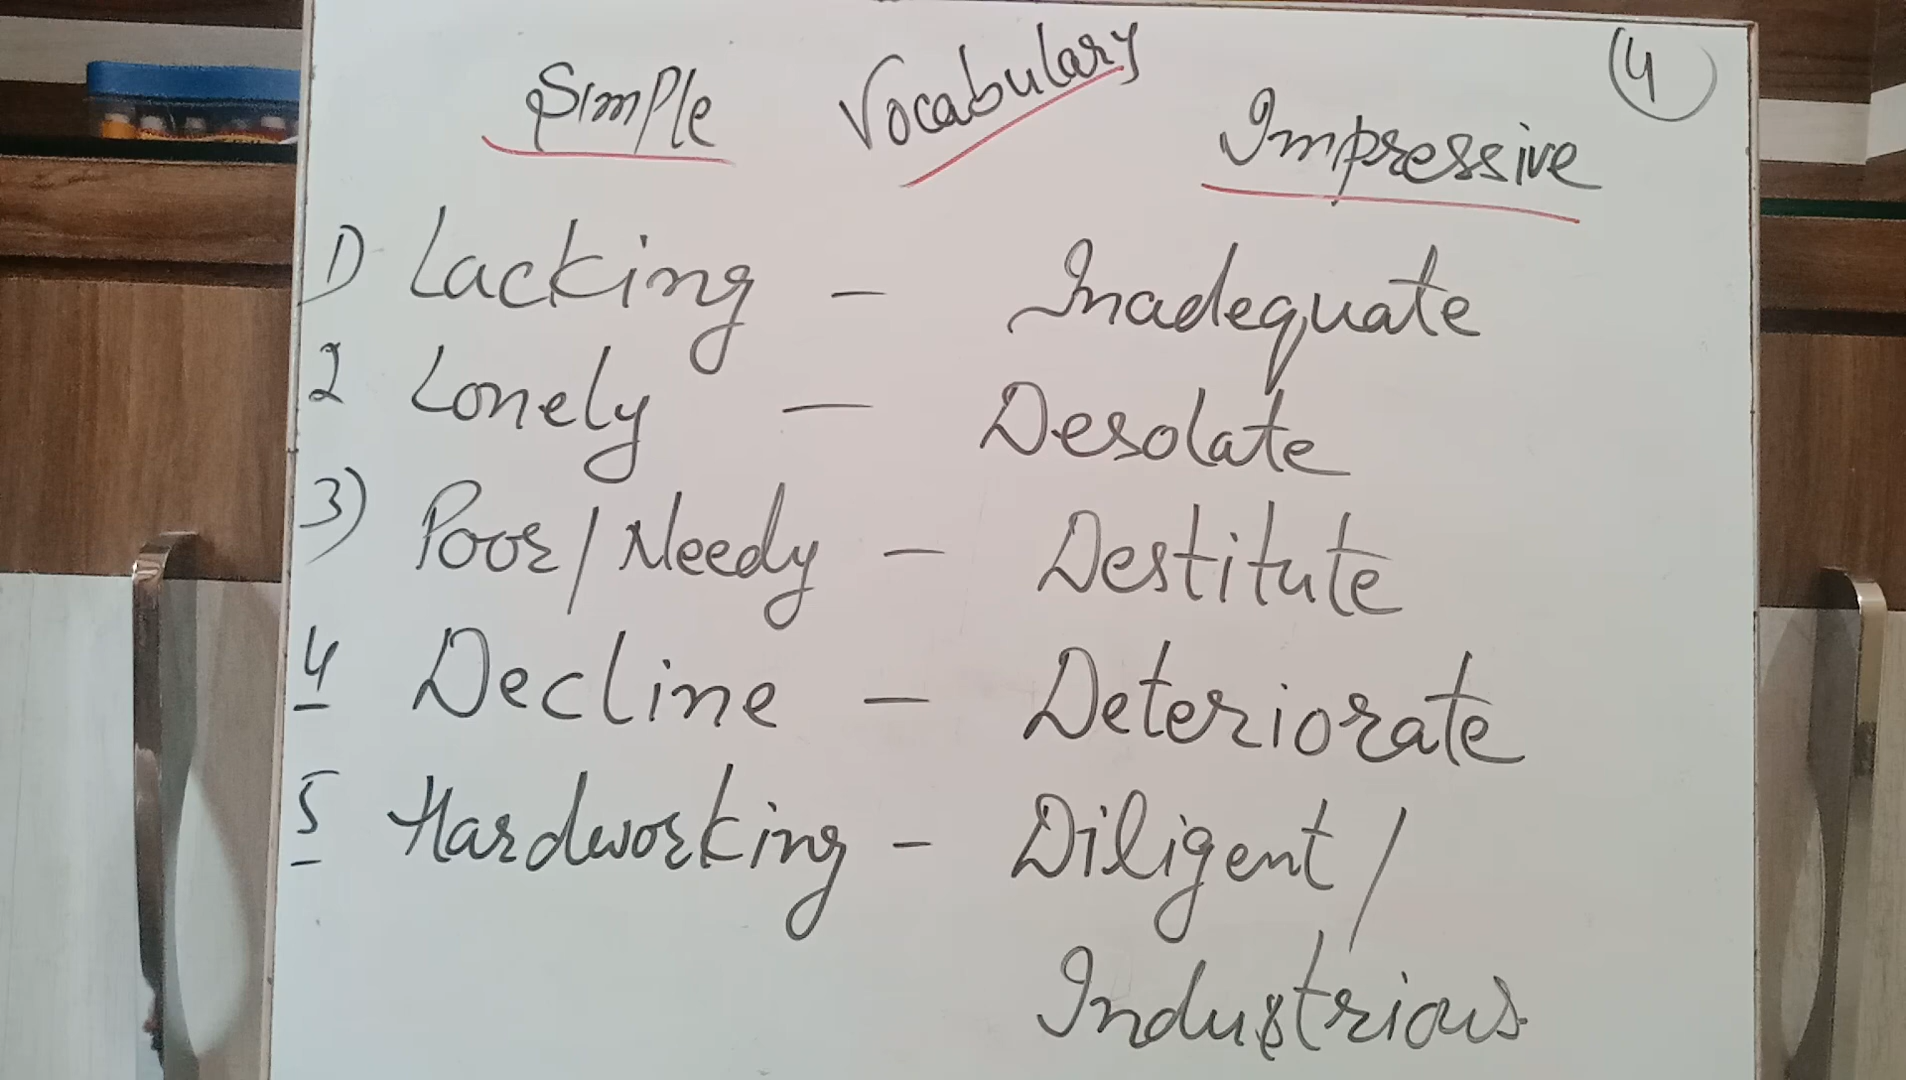 Simple Vocabulary Impressive 4
1) Lacking - Inadequate
2 Lonely - Desolate
3) Poor/Needy - Destitute
4 Decline - Deteriorate
5 Hardworking - Diligent/
Industrious